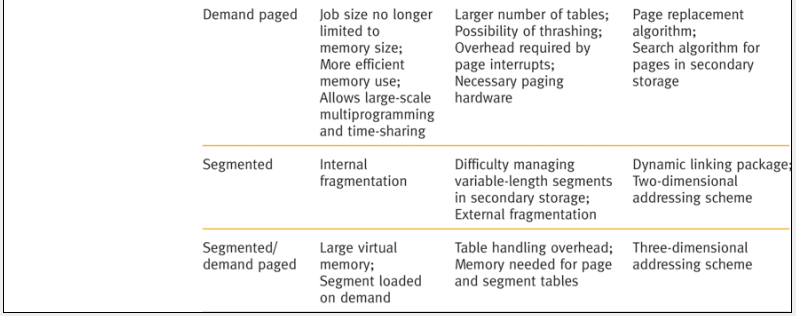 Demand paged
Job size no longer
limited to
memory size;
More efficient
memory use;
Allows large-scale
multiprogramming
and time-sharing
Larger number of tables;
Possibility of thrashing;
Overhead required by
page interrupts;
Necessary paging
hardware
Page replacement
algorithm;
Search algorithm for
pages in secondary
storage
Segmented
Internal
fragmentation
Difficulty managing
variable-length segments
in secondary storage;
External fragmentation
Dynamic linking package;
Two-dimensional
addressing scheme
Segmented/
demand paged
Large virtual
memory;
Segment loaded
on demand
Table handling overhead;
Memory needed for page
and segment tables
Three-dimensional
addressing scheme